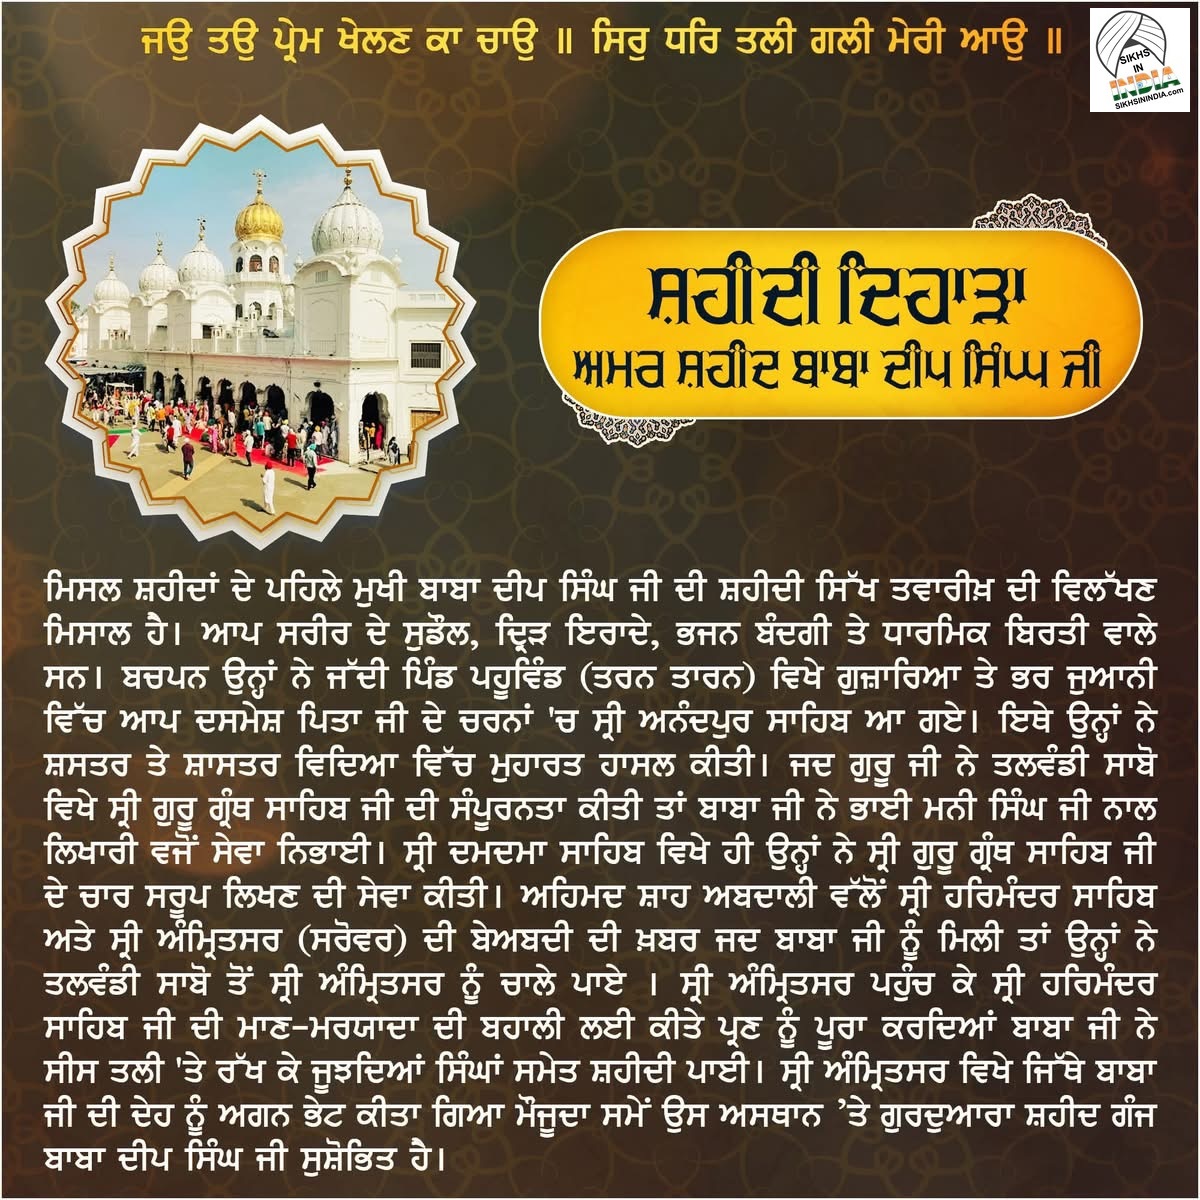 ਜਉ ਤਉ ਪ੍ਰੇਮ ਖੇਲਣ ਕਾ ਚਾਉ ॥ ਸਿਰੁ ਧਰਿ ਤਲੀ ਗਲੀ ਮੇਰੀ ਆਉ ॥
SIKHS
IN
INDIA
SIKHSININDIA.com
ਸ਼ਹੀਦੀ ਦਿਹਾੜਾ
ਅਮਰ ਸ਼ਹੀਦ ਬਾਬਾ ਦੀਪ ਸਿੰਘ ਜੀ
ਮਿਸਲ ਸ਼ਹੀਦਾਂ ਦੇ ਪਹਿਲੇ ਮੁਖੀ ਬਾਬਾ ਦੀਪ ਸਿੰਘ ਜੀ ਦੀ ਸ਼ਹੀਦੀ ਸਿੱਖ ਤਵਾਰੀਖ਼ ਦੀ ਵਿਲੱਖਣ
ਮਿਸਾਲ ਹੈ। ਆਪ ਸਰੀਰ ਦੇ ਸੁਡੌਲ, ਦ੍ਰਿੜ ਇਰਾਦੇ, ਭਜਨ ਬੰਦਗੀ ਤੇ ਧਾਰਮਿਕ ਬਿਰਤੀ ਵਾਲੇ
ਸਨ। ਬਚਪਨ ਉਨ੍ਹਾਂ ਨੇ ਜੱਦੀ ਪਿੰਡ ਪਹੂਵਿੰਡ (ਤਰਨ ਤਾਰਨ) ਵਿਖੇ ਗੁਜ਼ਾਰਿਆ ਤੇ ਭਰ ਜੁਆਨੀ
ਵਿੱਚ ਆਪ ਦਸਮੇਸ਼ ਪਿਤਾ ਜੀ ਦੇ ਚਰਨਾਂ 'ਚ ਸ੍ਰੀ ਅਨੰਦਪੁਰ ਸਾਹਿਬ ਆ ਗਏ। ਇਥੇ ਉਨ੍ਹਾਂ ਨੇ
ਸ਼ਸਤਰ ਤੇ ਸ਼ਾਸਤਰ ਵਿਦਿਆ ਵਿੱਚ ਮੁਹਾਰਤ ਹਾਸਲ ਕੀਤੀ। ਜਦ ਗੁਰੂ ਜੀ ਨੇ ਤਲਵੰਡੀ ਸਾਬੋ
ਵਿਖੇ ਸ੍ਰੀ ਗੁਰੂ ਗ੍ਰੰਥ ਸਾਹਿਬ ਜੀ ਦੀ ਸੰਪੂਰਨਤਾ ਕੀਤੀ ਤਾਂ ਬਾਬਾ ਜੀ ਨੇ ਭਾਈ ਮਨੀ ਸਿੰਘ ਜੀ ਨਾਲ
ਲਿਖਾਰੀ ਵਜੋਂ ਸੇਵਾ ਨਿਭਾਈ। ਸ੍ਰੀ ਦਮਦਮਾ ਸਾਹਿਬ ਵਿਖੇ ਹੀ ਉਨ੍ਹਾਂ ਨੇ ਸ੍ਰੀ ਗੁਰੂ ਗ੍ਰੰਥ ਸਾਹਿਬ ਜੀ
ਦੇ ਚਾਰ ਸਰੂਪ ਲਿਖਣ ਦੀ ਸੇਵਾ ਕੀਤੀ। ਅਹਿਮਦ ਸ਼ਾਹ ਅਬਦਾਲੀ ਵੱਲੋਂ ਸ੍ਰੀ ਹਰਿਮੰਦਰ ਸਾਹਿਬ
ਅਤੇ ਸ੍ਰੀ ਅੰਮ੍ਰਿਤਸਰ (ਸਰੋਵਰ) ਦੀ ਬੇਅਬਦੀ ਦੀ ਖ਼ਬਰ ਜਦ ਬਾਬਾ ਜੀ ਨੂੰ ਮਿਲੀ ਤਾਂ ਉਨ੍ਹਾਂ ਨੇ
ਤਲਵੰਡੀ ਸਾਬੋ ਤੋਂ ਸ੍ਰੀ ਅੰਮ੍ਰਿਤਸਰ ਨੂੰ ਚਾਲੇ ਪਾਏ । ਸ੍ਰੀ ਅੰਮ੍ਰਿਤਸਰ ਪਹੁੰਚ ਕੇ ਸ੍ਰੀ ਹਰਿਮੰਦਰ
ਸਾਹਿਬ ਜੀ ਦੀ ਮਾਣ-ਮਰਯਾਦਾ ਦੀ ਬਹਾਲੀ ਲਈ ਕੀਤੇ ਪ੍ਰਣ ਨੂੰ ਪੂਰਾ ਕਰਦਿਆਂ ਬਾਬਾ ਜੀ ਨੇ
ਸੀਸ ਤਲੀ 'ਤੇ ਰੱਖ ਕੇ ਜੂਝਦਿਆਂ ਸਿੰਘਾਂ ਸਮੇਤ ਸ਼ਹੀਦੀ ਪਾਈ। ਸ੍ਰੀ ਅੰਮ੍ਰਿਤਸਰ ਵਿਖੇ ਜਿੱਥੇ ਬਾਬਾ
ਜੀ ਦੀ ਦੇਹ ਨੂੰ ਅਗਨ ਭੇਟ ਕੀਤਾ ਗਿਆ ਮੌਜੂਦਾ ਸਮੇਂ ਉਸ ਅਸਥਾਨ ’ਤੇ ਗੁਰਦੁਆਰਾ ਸ਼ਹੀਦ ਗੰਜ
ਬਾਬਾ ਦੀਪ ਸਿੰਘ ਜੀ ਸੁਸ਼ੋਭਿਤ ਹੈ।